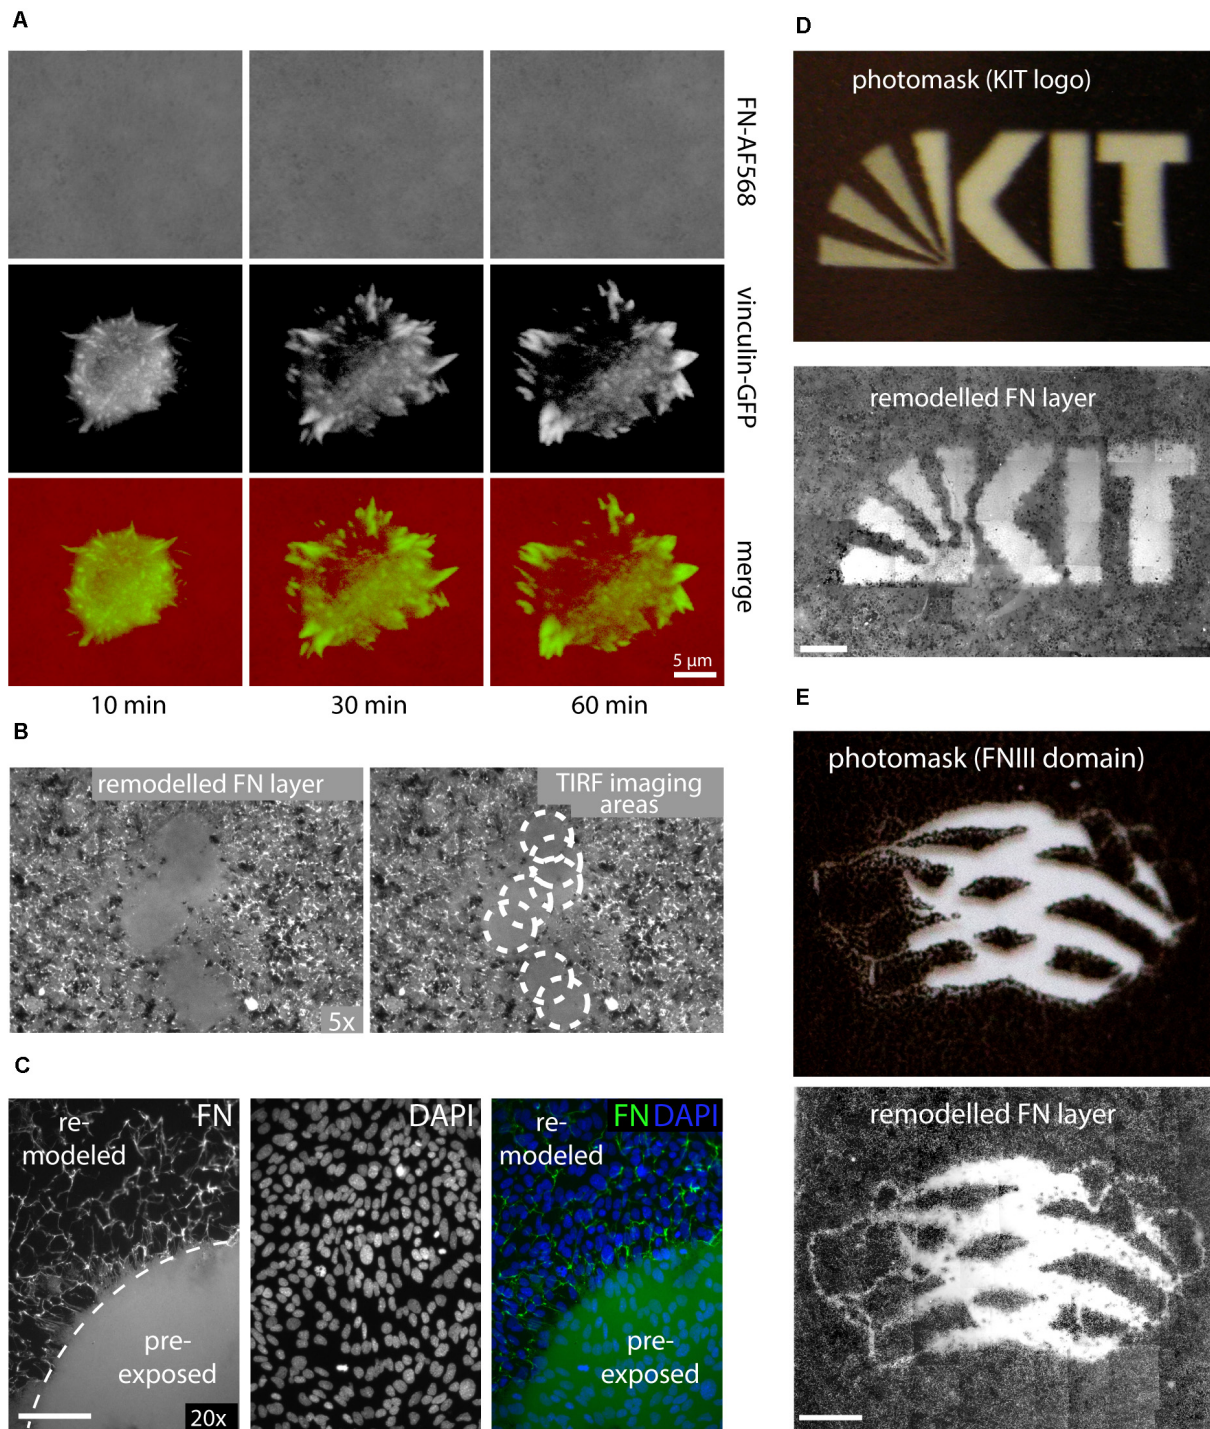 A
FN-AF568
vinculin-GFP
merge
5 µm
10 min
30 min
60 min
B
remodelled FN layer
5x
TIRF imaging
areas
C
FN
re-
modeled
pre-
exposed
20x
DAPI
FN DAPI
re-
modeled
pre-
exposed
D
photomask (KIT logo)
KIT
remodelled FN layer
KIT
E
photomask (FNIII domain)
remodelled FN layer